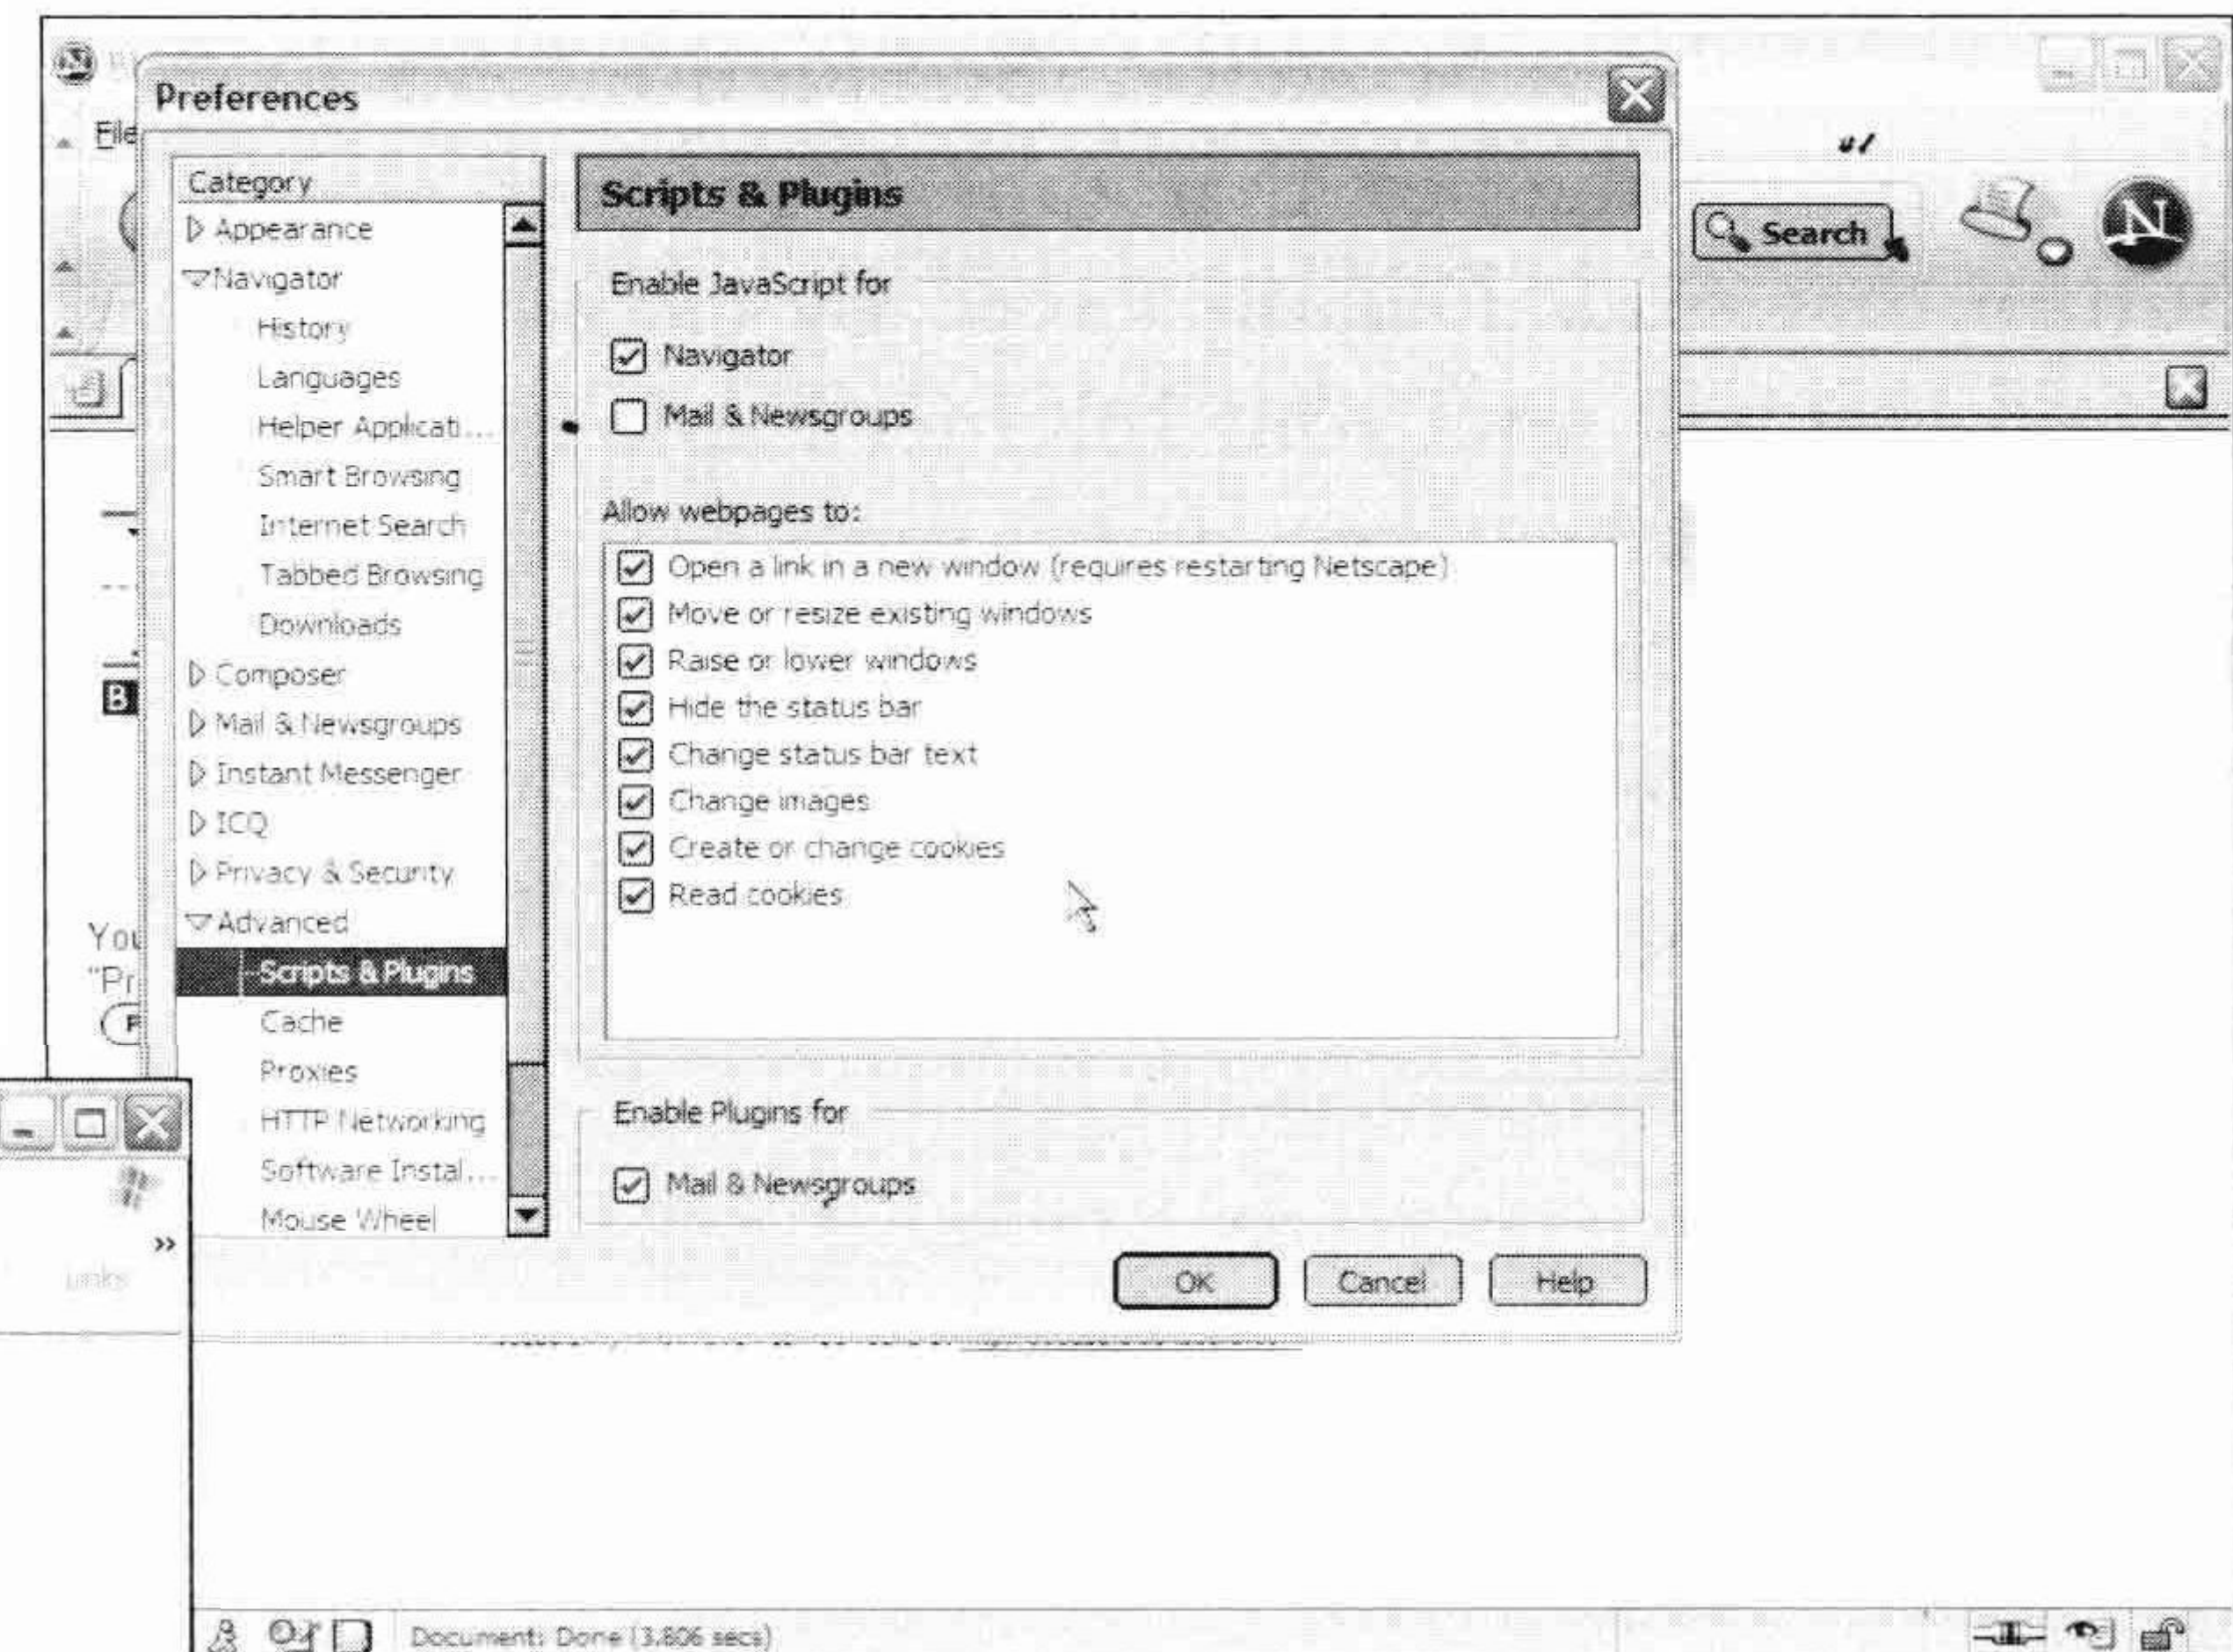 Preferences
File
Category
Appearance
Navigator
History
Languages
Helper Applicati...
Smart Browsing
Internet Search
Tabbed Browsing
Downloads
Composer
Mail & Newsgroups
Instant Messenger
ICQ
Privacy & Security
Advanced
Scripts & Plugins
Cache
Proxies
HTTP Networking
Software Instal...
Mouse Wheel
Scripts & Plugins
Enable JavaScript for
Navigator
Mail & Newsgroups
Allow webpages to:
Open a link in a new window (requires restarting Netscape)
Move or resize existing windows
Raise or lower windows
Hide the status bar
Change status bar text
Change images
Create or change cookies
Read cookies
Enable Plugins for
Mail & Newsgroups
OK Cancel Help
Search
N
B
You
"Pr
»
Links
Document: Done (3.806 secs)